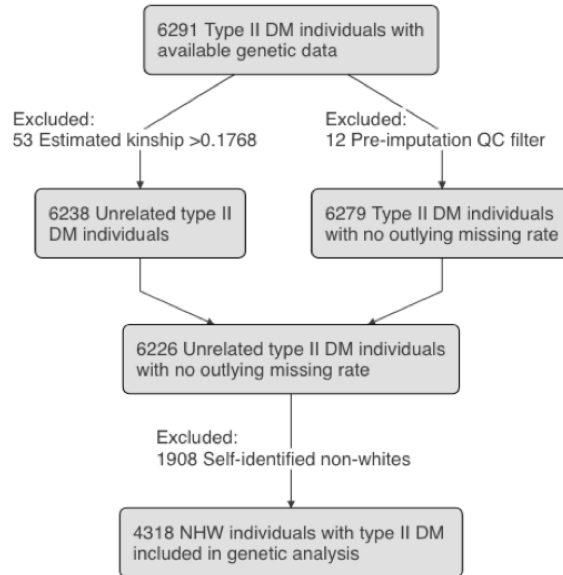 6291 Type II DM individuals with
available genetic data
Excluded:
53 Estimated kinship >0.1768
Excluded:
12 Pre-imputation QC filter
6238 Unrelated type II
DM individuals
6279 Type II DM individuals
with no outlying missing rate
6226 Unrelated type II DM individuals
with no outlying missing rate
Excluded:
1908 Self-identified non-whites
4318 NHW individuals with type II DM
included in genetic analysis